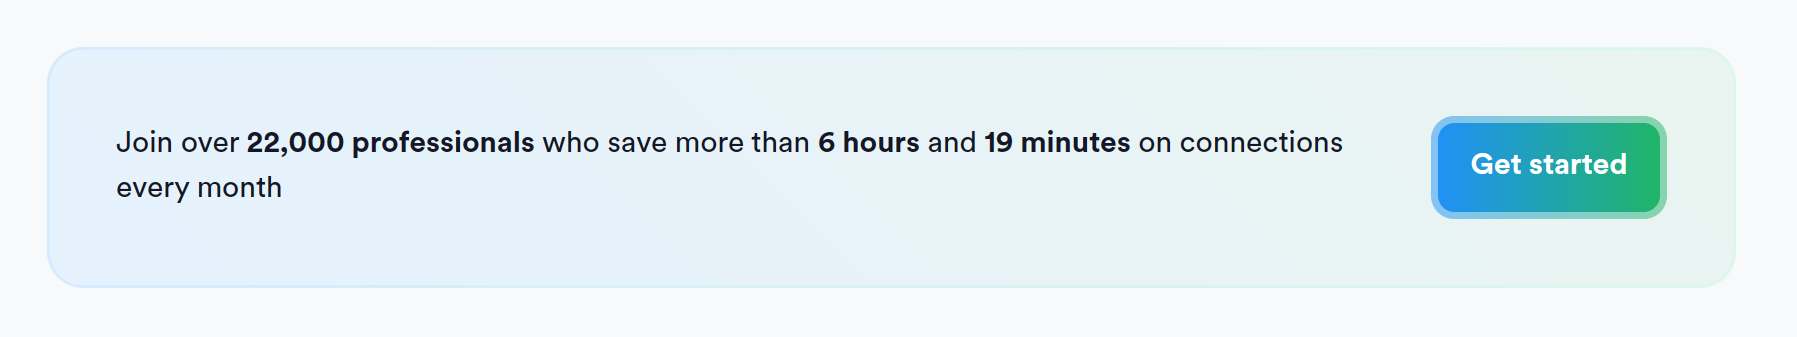 Join over 22,000 professionals who save more than 6 hours and 19 minutes on connections
every month
Get started